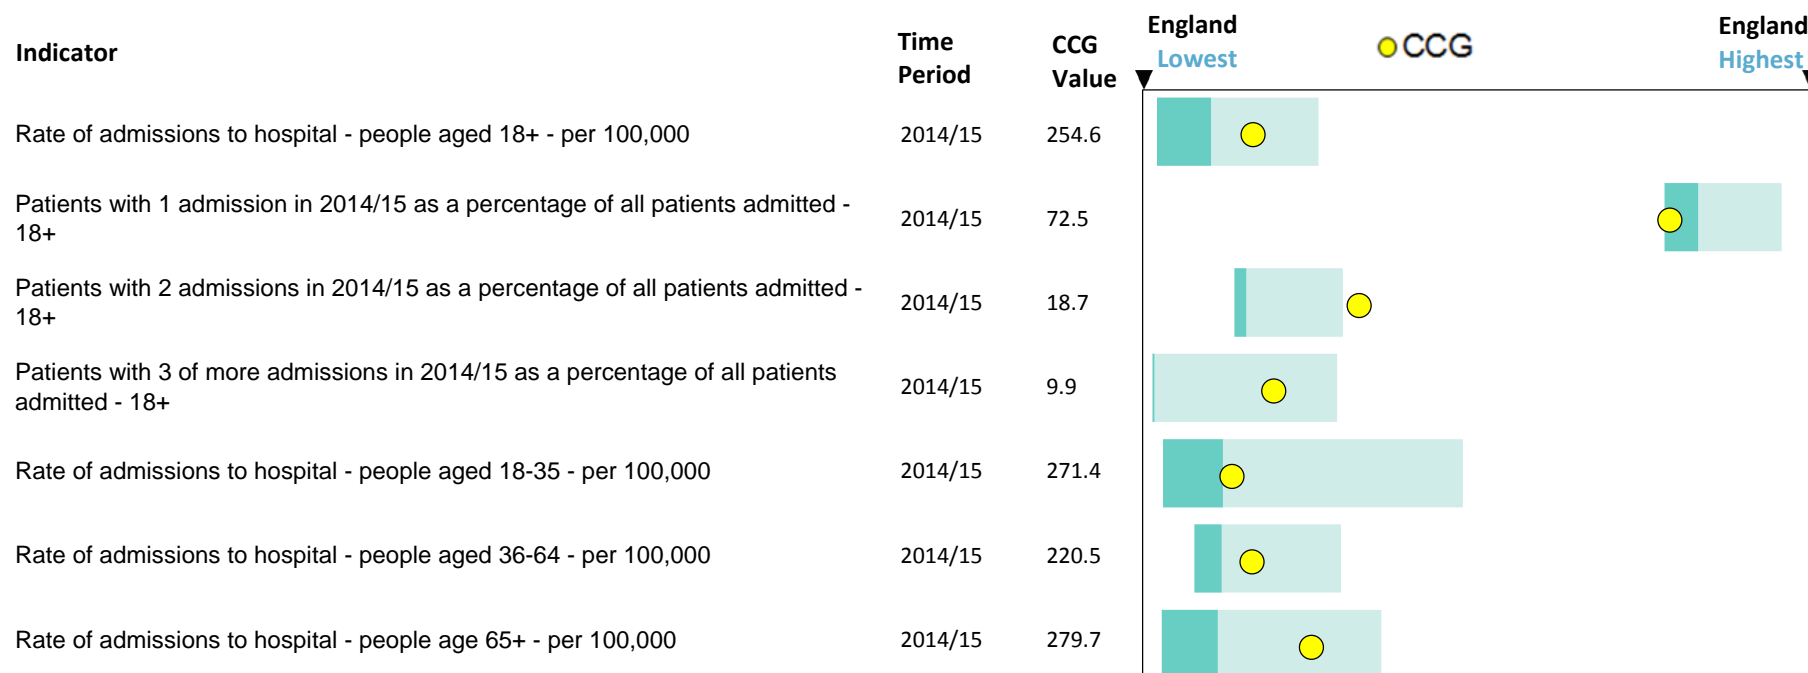 Indicator
Time
Period
CCG
Value
England
Lowest
CCG
England
Highest
Rate of admissions to hospital - people aged 18+ - per 100,000
2014/15
254.6
Patients with 1 admission in 2014/15 as a percentage of all patients admitted -
18+
2014/15
72.5
Patients with 2 admissions in 2014/15 as a percentage of all patients admitted -
18+
2014/15
18.7
Patients with 3 of more admissions in 2014/15 as a percentage of all patients
admitted - 18+
2014/15
9.9
Rate of admissions to hospital - people aged 18-35 - per 100,000
2014/15
271.4
Rate of admissions to hospital - people aged 36-64 - per 100,000
2014/15
220.5
Rate of admissions to hospital - people age 65+ - per 100,000
2014/15
279.7